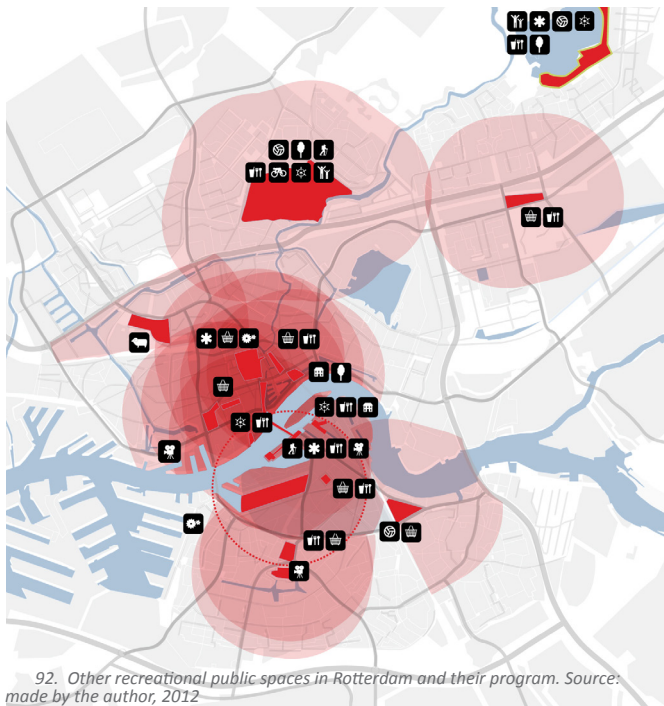 92. Other recreational public spaces in Rotterdam and their program. Source:
made by the author, 2012